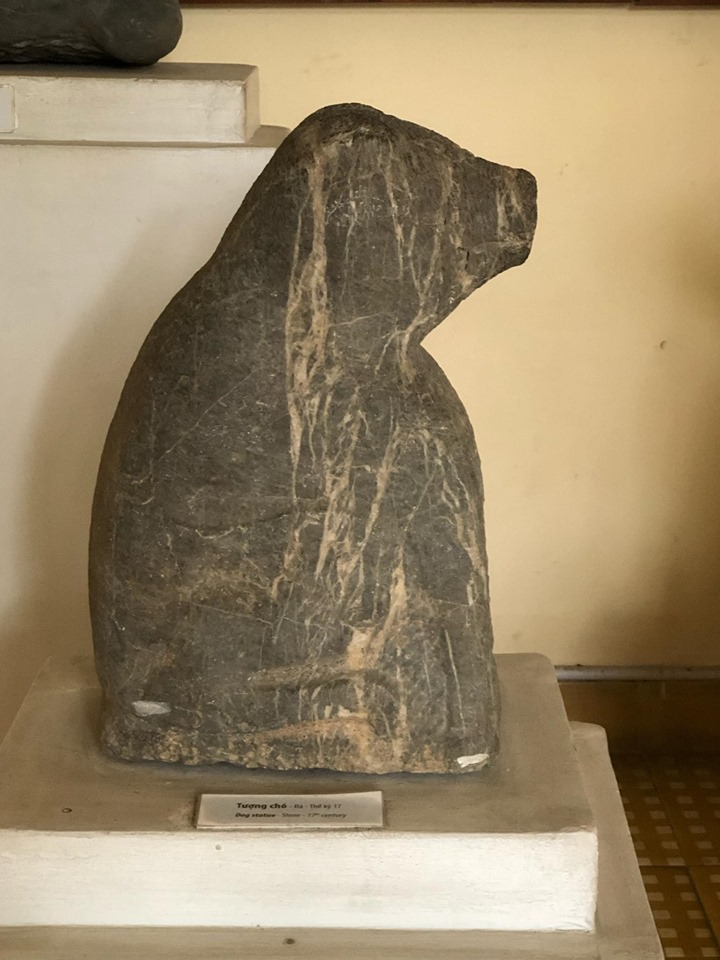 Tượng chó - Đá - Thế kỷ 17
Dog statue - Stone - 17th century